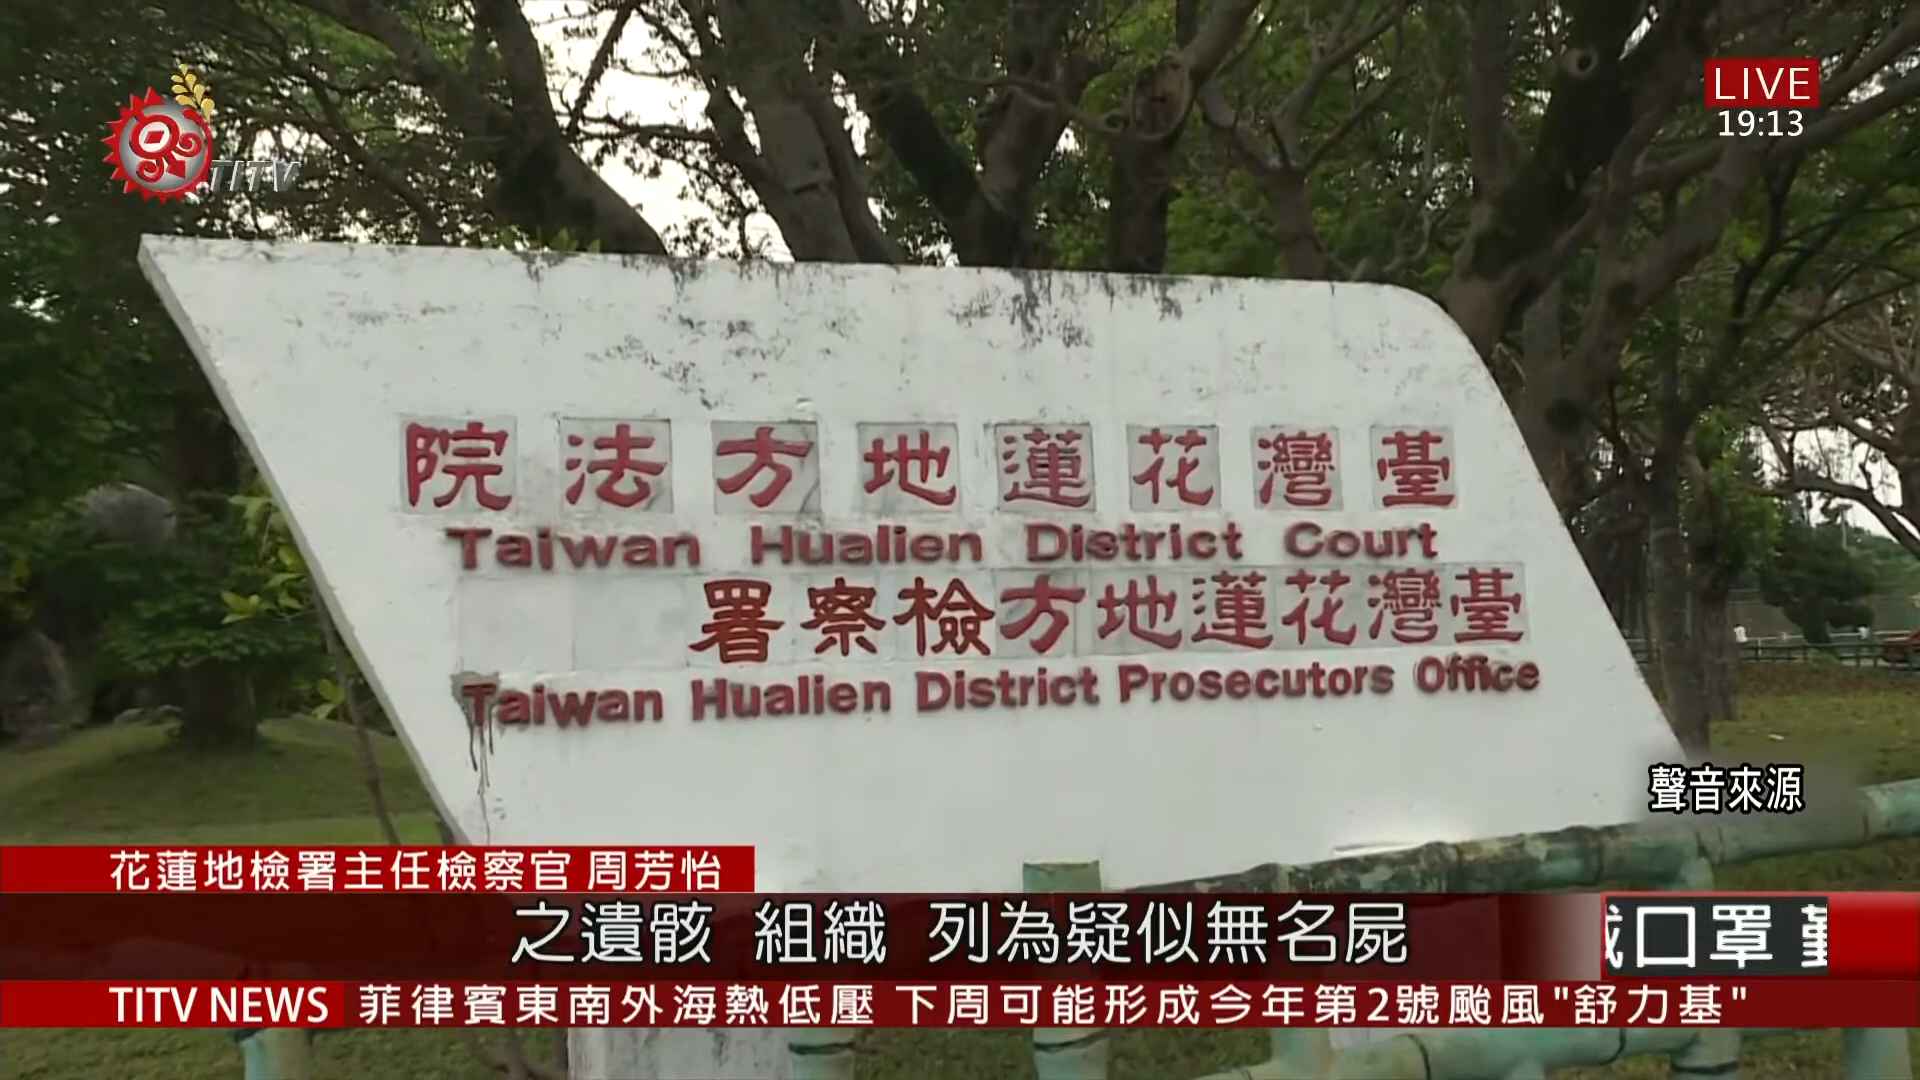 LIVE
19:13
TITV
臺灣花蓮地方法院
Taiwan Hualien District Court
臺灣花蓮地方檢察署
Taiwan Hualien District Prosecutors Office
聲音來源
花蓮地檢署主任檢察官 周芳怡
之遺骸 組織 列為疑似無名屍
口罩
TITV NEWS 菲律賓東南外海熱低壓 下周可能形成今年第2號颱風"舒力基"